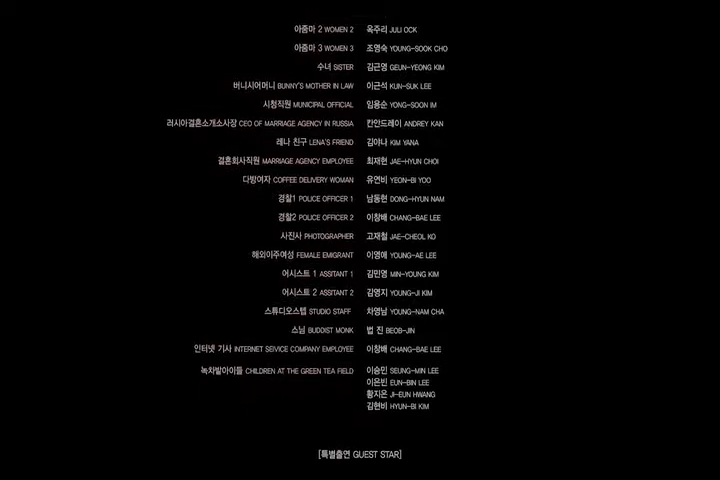 아줌마 2 WOMEN 2 옥주리 JULI OCK
아줌마 3 WOMEN 3 조영숙 YOUNG-SOOK CHO
수녀 SISTER 김근영 GEUN-YEONG KIM
버니시어머니 BUNNY'S MOTHER IN LAW 이근석 KUN-SUK LEE
시청직원 MUNICIPAL OFFICIAL 임용순 YONG-SOON IM
러시아결혼소개소사장 CEO OF MARRIAGE AGENCY IN RUSSIA 칸안드레이 ANDREY KAN
레나 친구 LENA'S FRIEND 김야나 KIM YANA
결혼회사직원 MARRIAGE AGENCY EMPLOYEE 최재현 JAE-HYUN CHOI
다방여자 COFFEE DELIVERY WOMAN 유연비 YEON-BI YOO
경찰1 POLICE OFFICER 1 남동현 DONG-HYUN NAM
경찰2 POLICE OFFICER 2 이창배 CHANG-BAE LEE
사진사 PHOTOGRAPHER 고재철 JAE-CHEOL KO
해외이주여성 FEMALE EMIGRANT 이영애 YOUNG-AE LEE
어시스트 1 ASSITANT 1 김민영 MIN-YOUNG KIM
어시스트 2 ASSITANT 2 김영지 YOUNG-JI KIM
스튜디오스텝 STUDIO STAFF 차영남 YOUNG-NAM CHA
스님 BUDDIST MONK 법 진 BEOB-JIN
인터넷 기사 INTERNET SEVICE COMPANY EMPLOYEE 이창배 CHANG-BAE LEE
녹차밭아이들 CHILDREN AT THE GREEN TEA FIELD 이승민 SEUNG-MIN LEE
이은빈 EUN-BIN LEE
황지은 JI-EUN HWANG
김현비 HYUN-BI KIM
[특별출연 GUEST STAR]